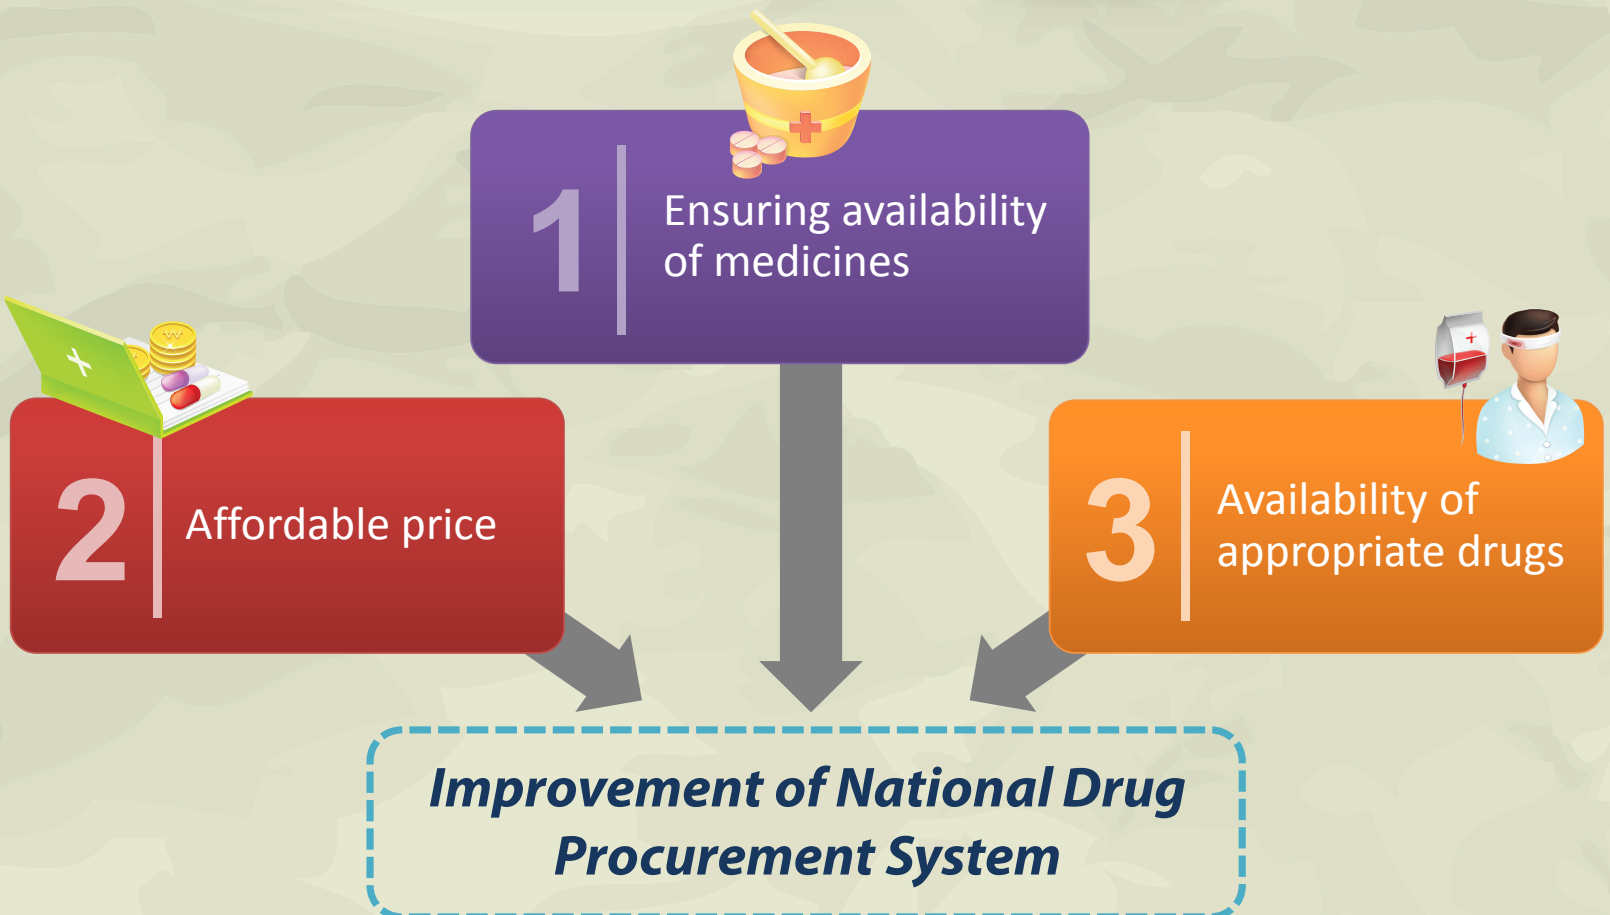 1
Ensuring availability
of medicines
2
Affordable price
3
Availability of
appropriate drugs
Improvement of National Drug
Procurement System